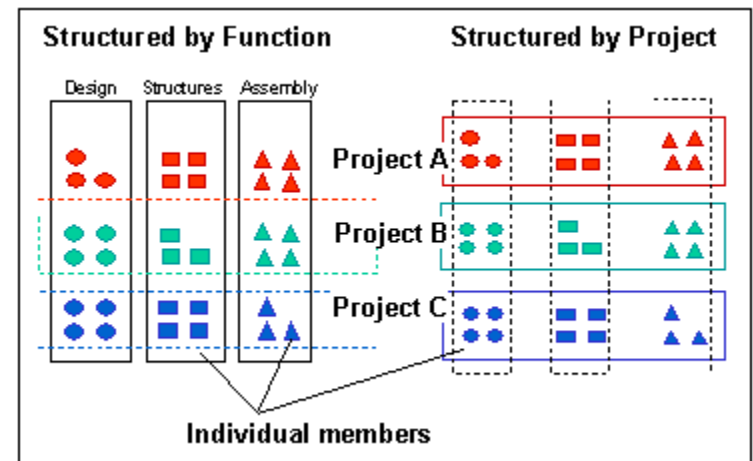 Structured by Function
Structured by Project
Design Structures Assembly
Project A
Project B
Project C
Individual members